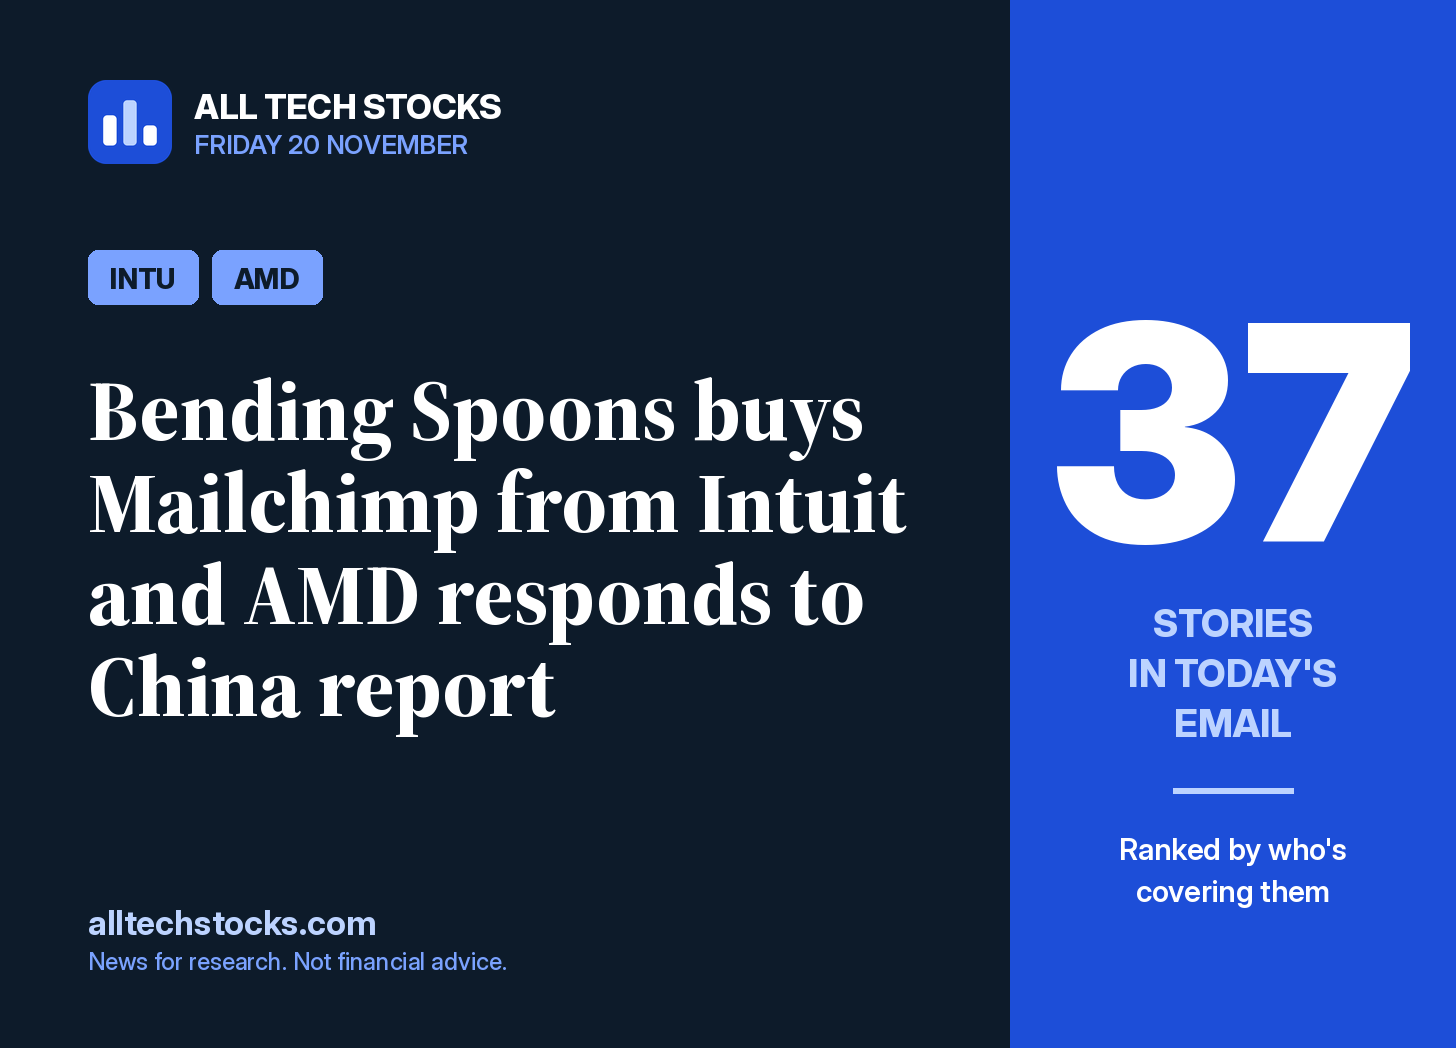 ALL TECH STOCKS
FRIDAY 20 NOVEMBER
INTU AMD
Bending Spoons buys
Mailchimp from Intuit
and AMD responds to
China report
alltechstocks.com
News for research. Not financial advice.
37
STORIES
IN TODAY'S
EMAIL
Ranked by who's
covering them